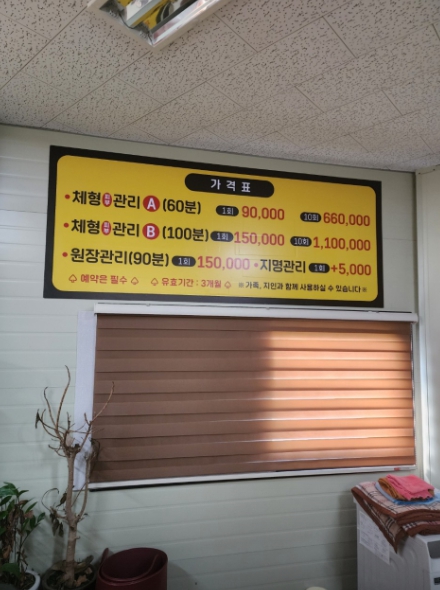 가격표
• 체형관리 A (60분) 1회 90,000 10회 660,000
• 체형관리 B (100분) 1회 150,000 10회 1,100,000
• 원장관리(90분) 1회 150,000 • 지명관리 1회 +5,000
♧ 예약은 필수 ♧ ♧ 유효기간 : 3개월 ♧ ※가족, 지인과 함께 사용하실 수 있습니다※